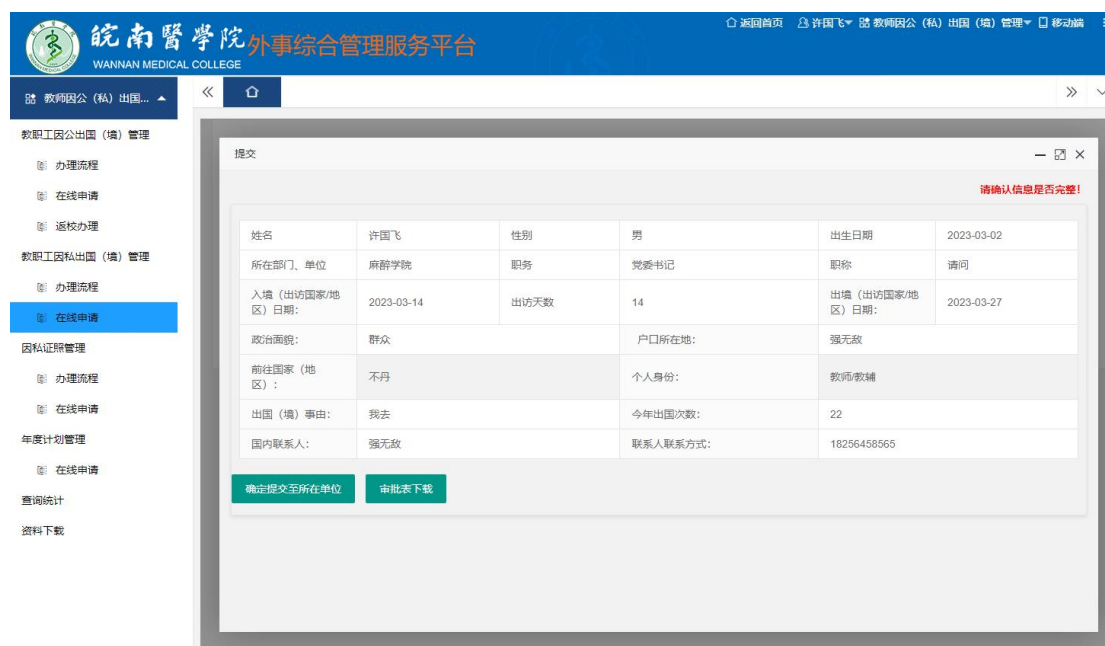 皖南醫學院
WANNAN MEDICAL COLLEGE
外事综合管理服务平台
返回首页 许国飞 教师因公（私）出国（境）管理 移动端
教师因公（私）出国...
教职工因公出国（境）管理
办理流程
在线申请
返校办理
教职工因私出国（境）管理
办理流程
在线申请
因私证照管理
办理流程
在线申请
年度计划管理
在线申请
查询统计
资料下载
提交
请确认信息是否完整!
姓名 许国飞 性别 男 出生日期 2023-03-02
所在部门、单位 麻醉学院 职务 党委书记 职称 请问
入境（出访国家/地
区）日期: 2023-03-14 出访天数 14 出境（出访国家/地
区）日期: 2023-03-27
政治面貌: 群众 户口所在地: 强无敌
前往国家（地
区）: 不丹 个人身份: 教师/教辅
出国（境）事由: 我去 今年出国次数: 22
国内联系人: 强无敌 联系人联系方式: 18256458565
确定提交至所在单位 审批表下载